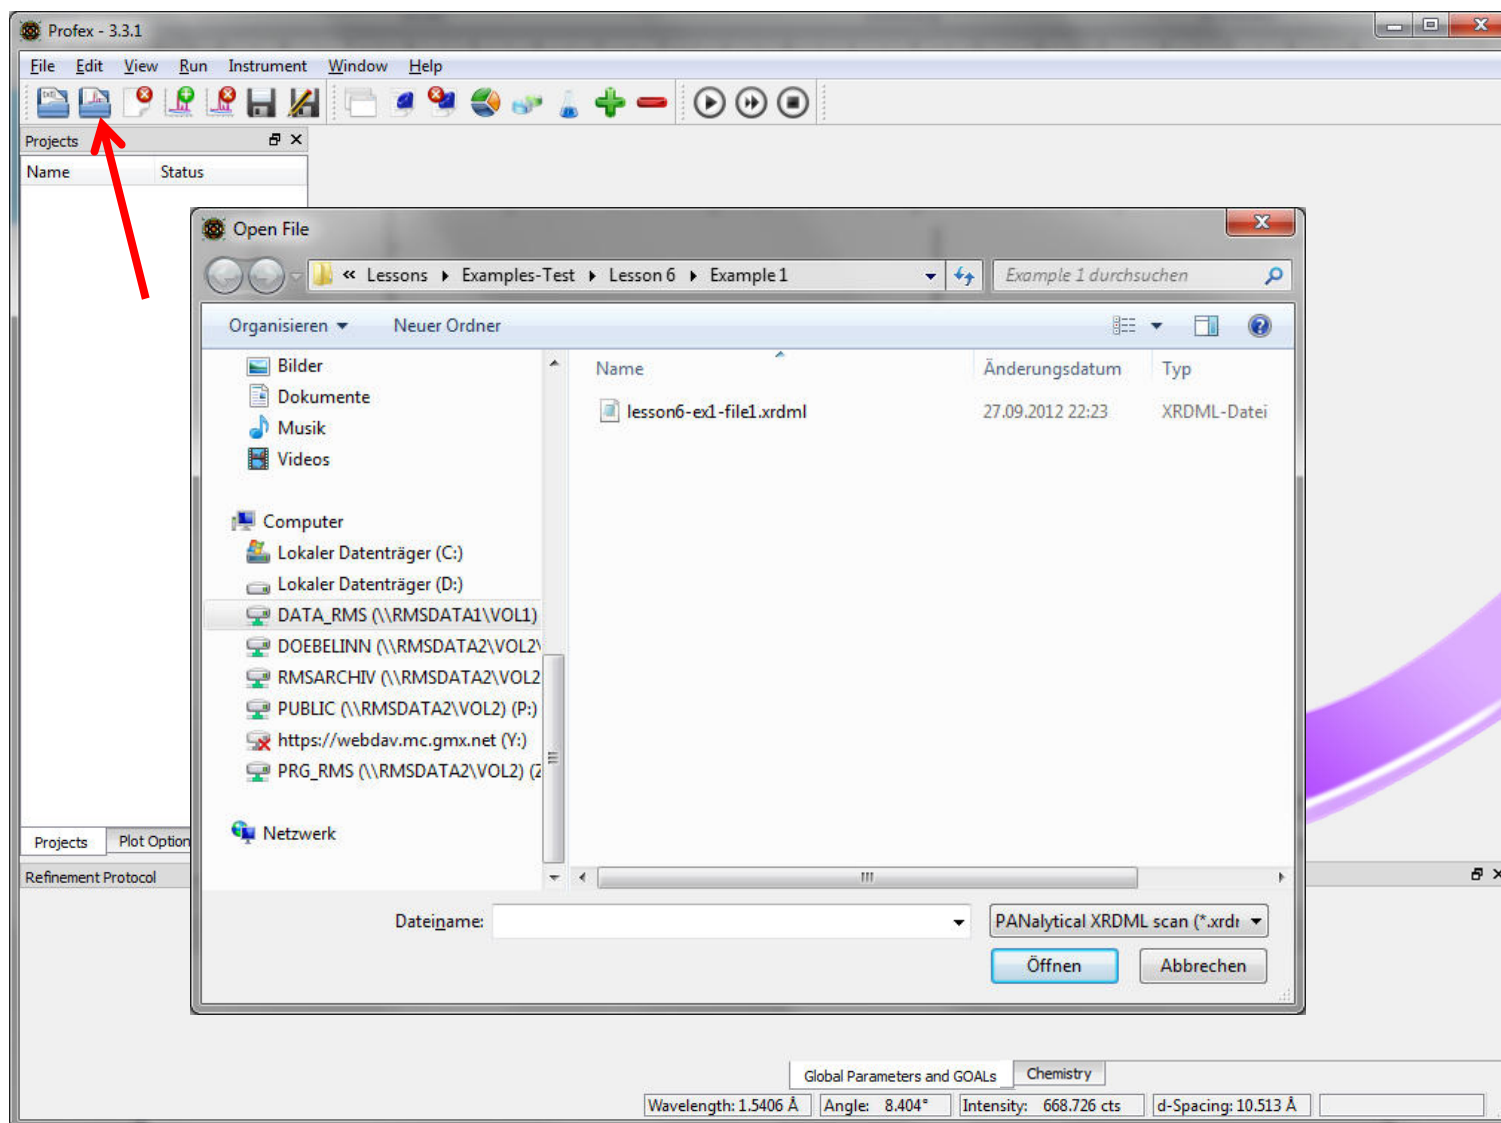 Profex - 3.3.1
File Edit View Run Instrument Window Help
Projects
Name Status
Open File
« Lessons Examples-Test Lesson 6 Example 1 Example 1 durchsuchen
Organisieren Neuer Ordner
Bilder
Dokumente
Musik
Videos
Computer
Lokaler Datenträger (C:)
Lokaler Datenträger (D:)
DATA_RMS (\\RMSDATA1\VOL1)
DOEBELINN (\\RMSDATA2\VOL2\
RMSARCHIV (\\RMSDATA2\VOL2
PUBLIC (\\RMSDATA2\VOL2) (P:)
https://webdav.mc.gmx.net (Y:)
PRG_RMS (\\RMSDATA2\VOL2) (Z
Netzwerk
Name Änderungsdatum Typ
lesson6-ex1-file1.xrdml 27.09.2012 22:23 XRDML-Datei
Dateiname: PANalytical XRDML scan (*.xrdr
Öffnen Abbrechen
Projects Plot Option
Refinement Protocol
Global Parameters and GOALs Chemistry
Wavelength: 1.5406 Å Angle: 8.404° Intensity: 668.726 cts d-Spacing: 10.513 Å